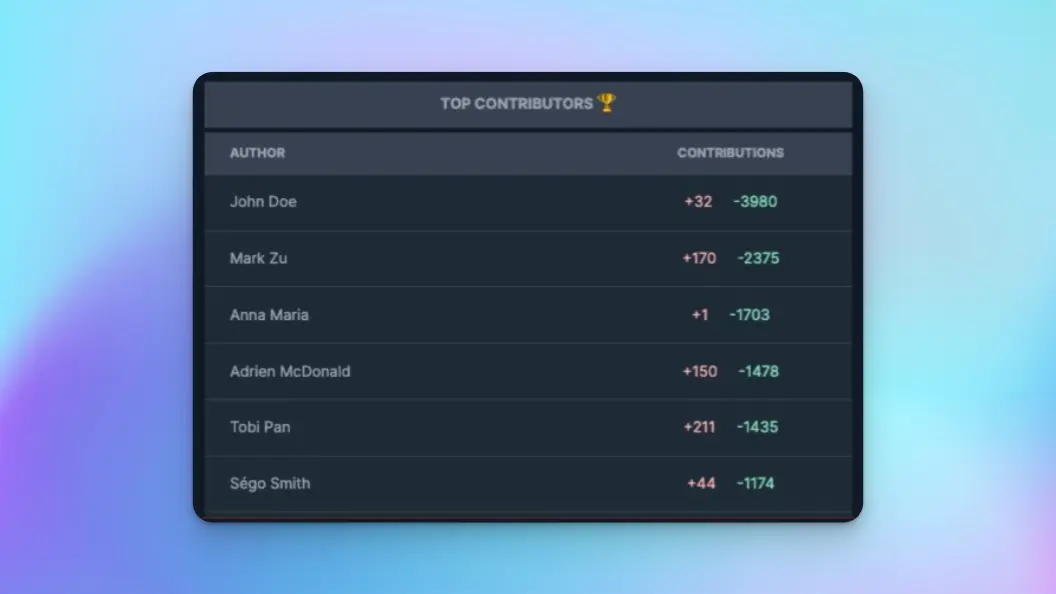 TOP CONTRIBUTORS 🏆
AUTHOR CONTRIBUTIONS
John Doe +32 -3980
Mark Zu +170 -2375
Anna Maria +1 -1703
Adrien McDonald +150 -1478
Tobi Pan +211 -1435
Ségo Smith +44 -1174